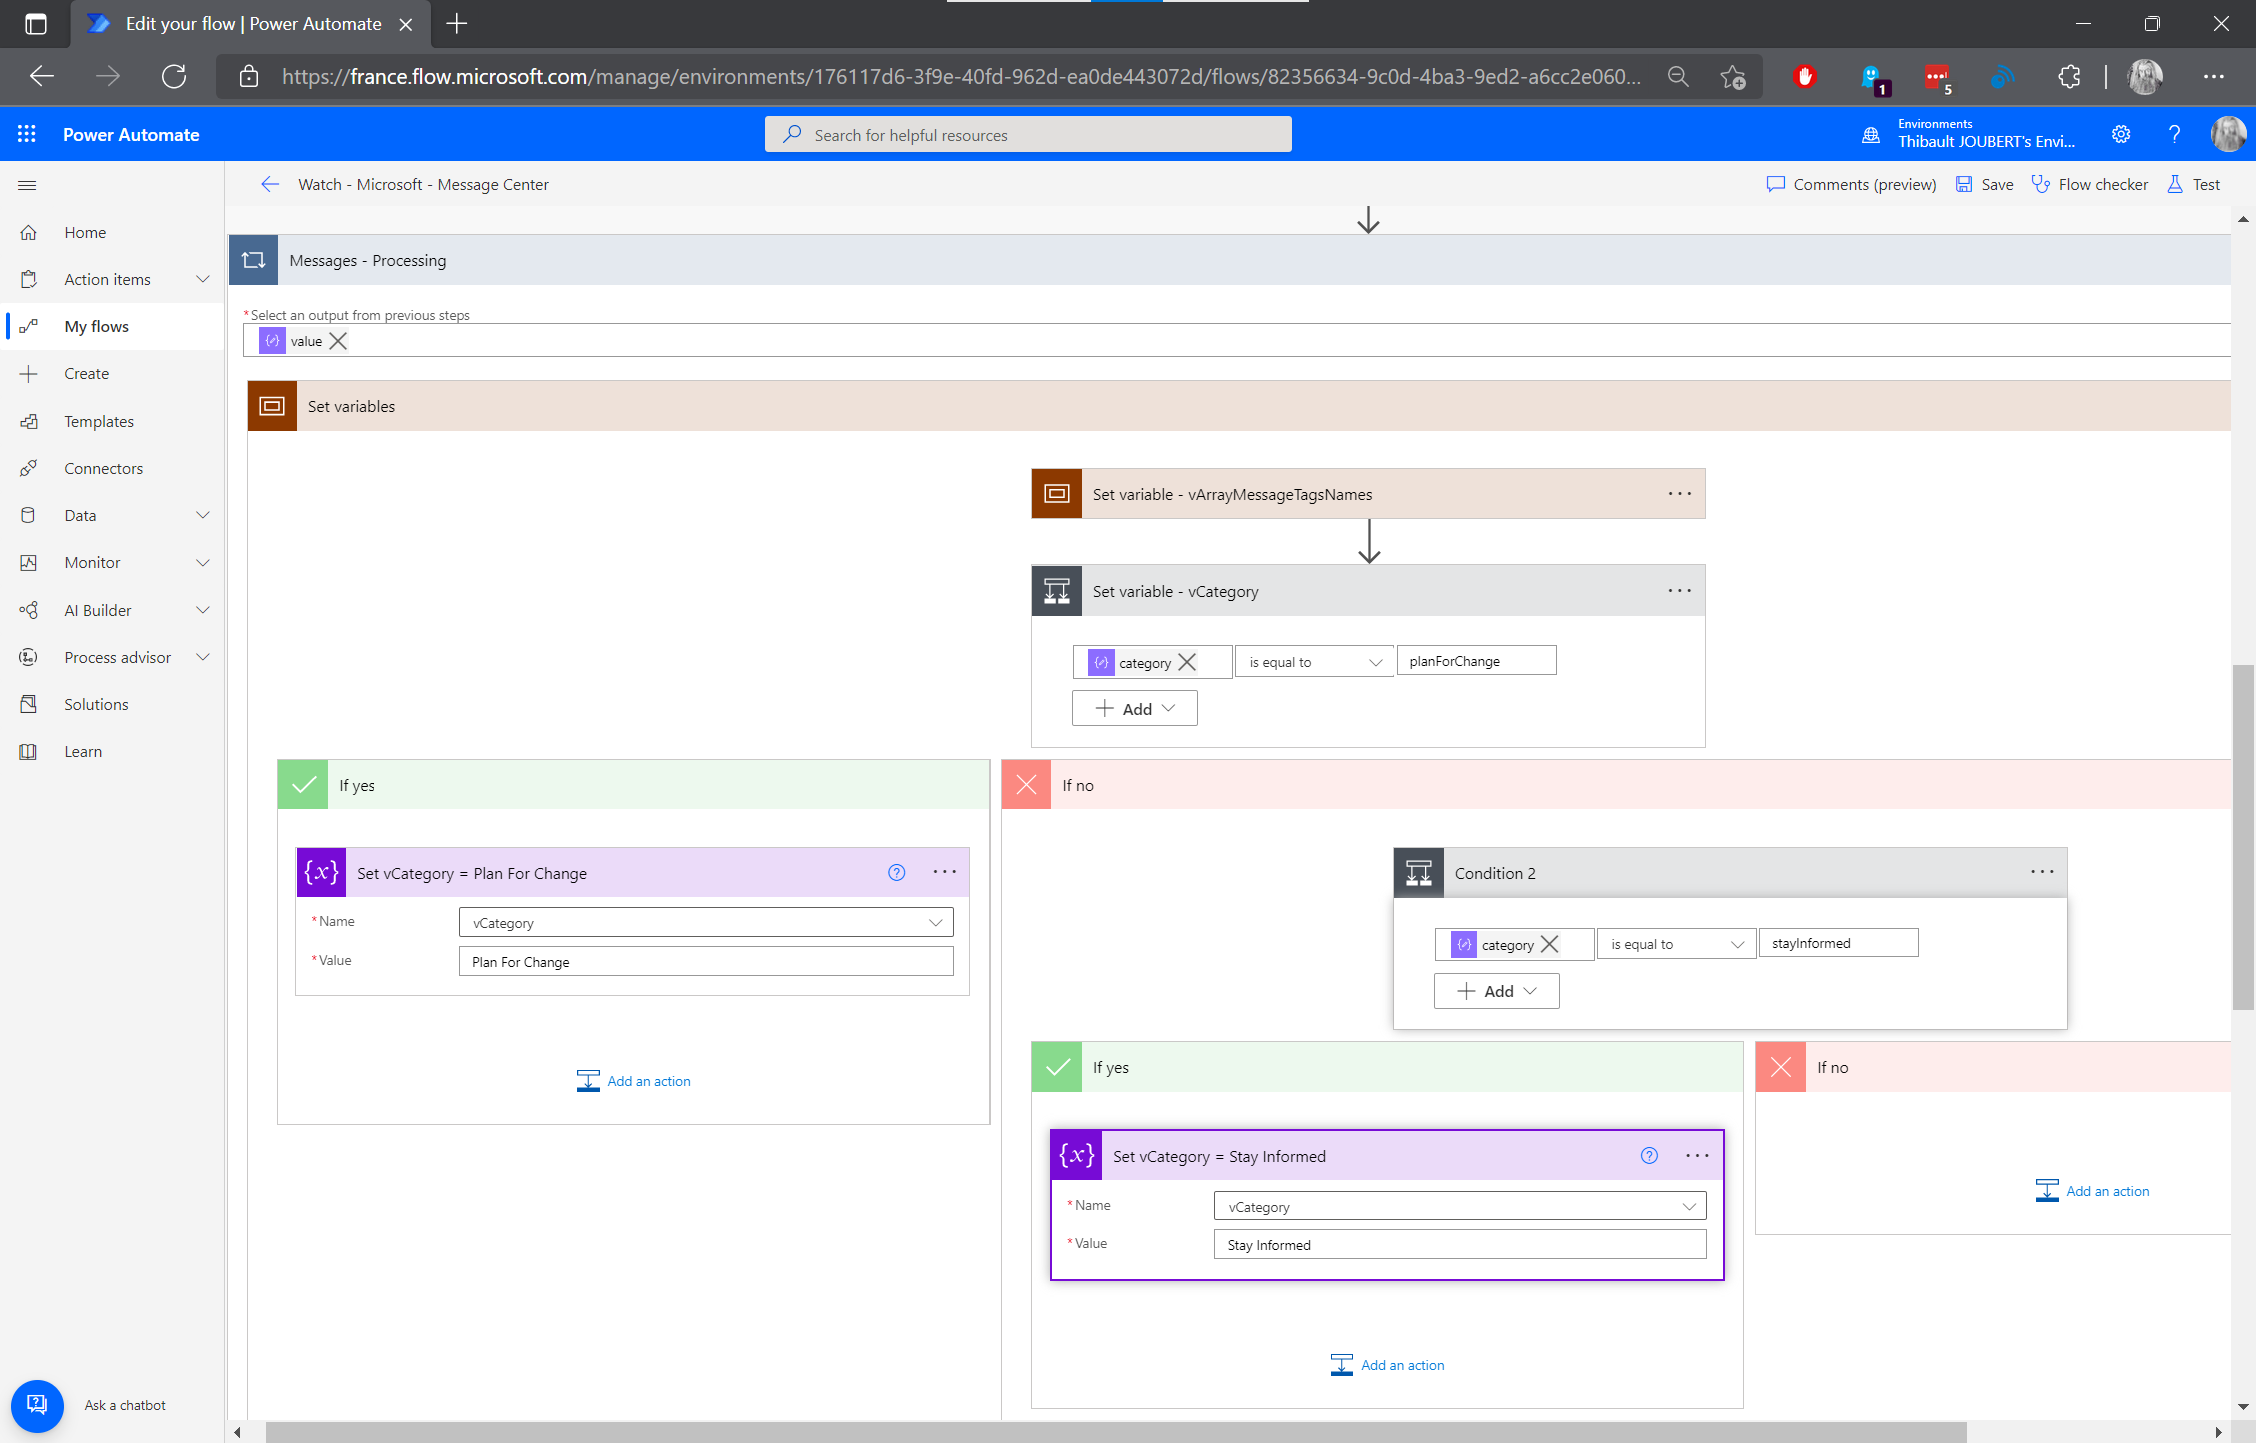 Edit your flow | Power Automate
https://france.flow.microsoft.com/manage/environments/176117d6-3f9e-40fd-962d-ea0de443072d/flows/82356634-9c0d-4ba3-9ed2-a6cc2e060...
1
5
Power Automate
Search for helpful resources
Environments
Thibault JOUBERT's Envi...
?
Watch - Microsoft - Message Center
Comments (preview)
Save
Flow checker
Test
Home
Action items
My flows
Create
Templates
Connectors
Data
Monitor
AI Builder
Process advisor
Solutions
Learn
Ask a chatbot
Messages - Processing
* Select an output from previous steps
value
Set variables
Set variable - vArrayMessageTagsNames
Set variable - vCategory
category
is equal to
planForChange
Add
If yes
If no
{x} Set vCategory = Plan For Change
?
* Name
vCategory
* Value
Plan For Change
Add an action
Condition 2
category
is equal to
stayInformed
Add
If yes
If no
{x} Set vCategory = Stay Informed
?
* Name
vCategory
* Value
Stay Informed
Add an action
Add an action